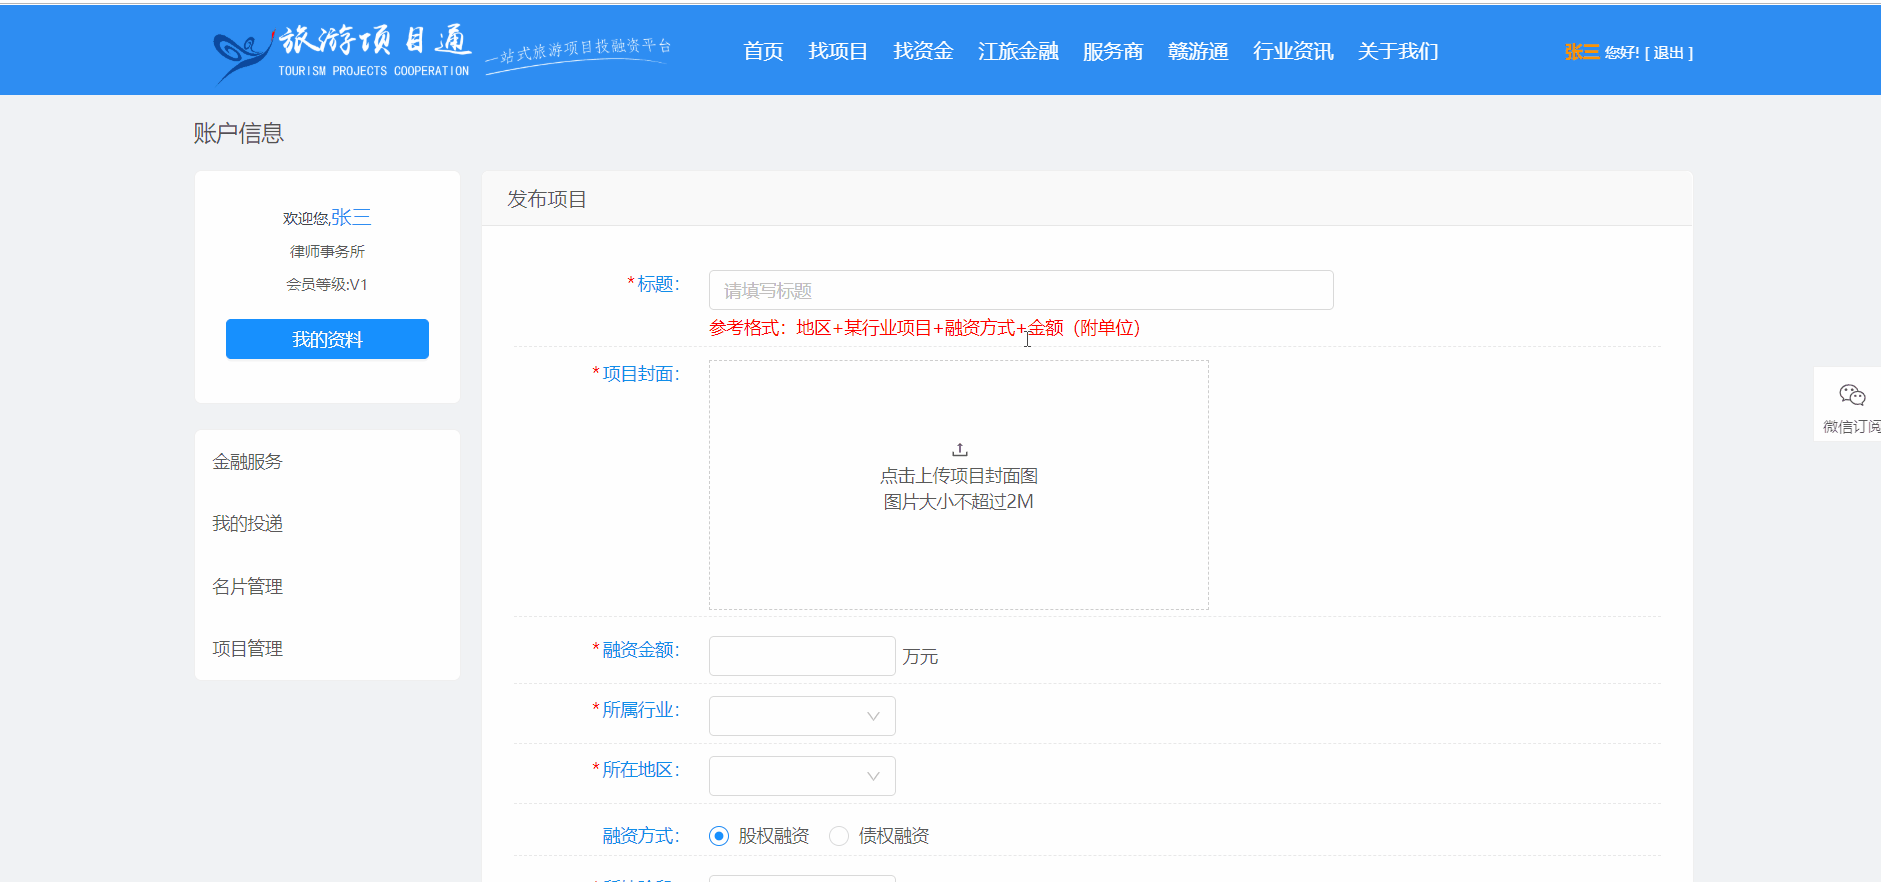 旅游项目通
TOURISM PROJECTS COOPERATION
一站式旅游项目投融资平台
首页 找项目 找资金 江旅金融 服务商 赣游通 行业资讯 关于我们
张三 您好! [ 退出 ]
账户信息
欢迎您,张三
律师事务所
会员等级:V1
我的资料
金融服务
我的投递
名片管理
项目管理
发布项目
*标题:
请填写标题
参考格式：地区+某行业项目+融资方式+金额（附单位）
*项目封面:
点击上传项目封面图
图片大小不超过2M
*融资金额:
万元
*所属行业:
*所在地区:
融资方式:
股权融资 债权融资
微信订阅